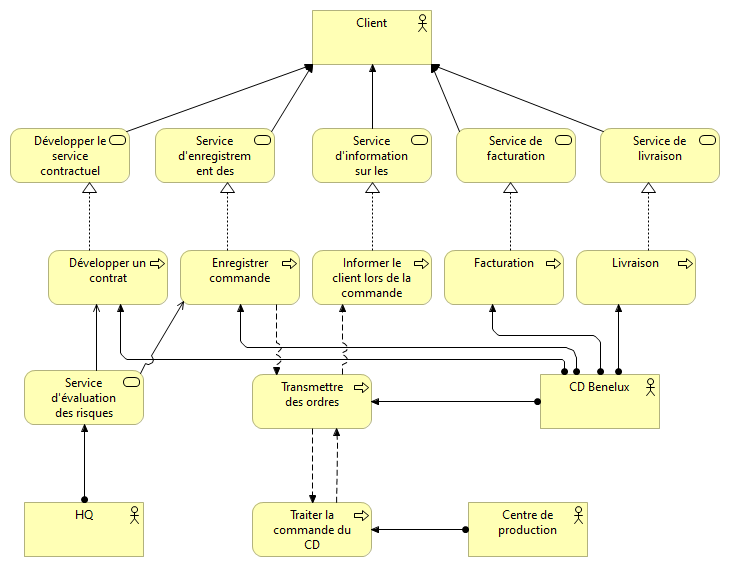 Client
Développer le
service
contractuel
Service
d'enregistrem
ent des
Service
d'information
sur les
Service de
facturation
Service de
livraison
Développer un
contrat
Enregistrer
commande
Informer le
client lors de la
commande
Facturation
Livraison
Service
d'évaluation
des risques
Transmettre
des ordres
CD Benelux
HQ
Traiter la
commande du
CD
Centre de
production